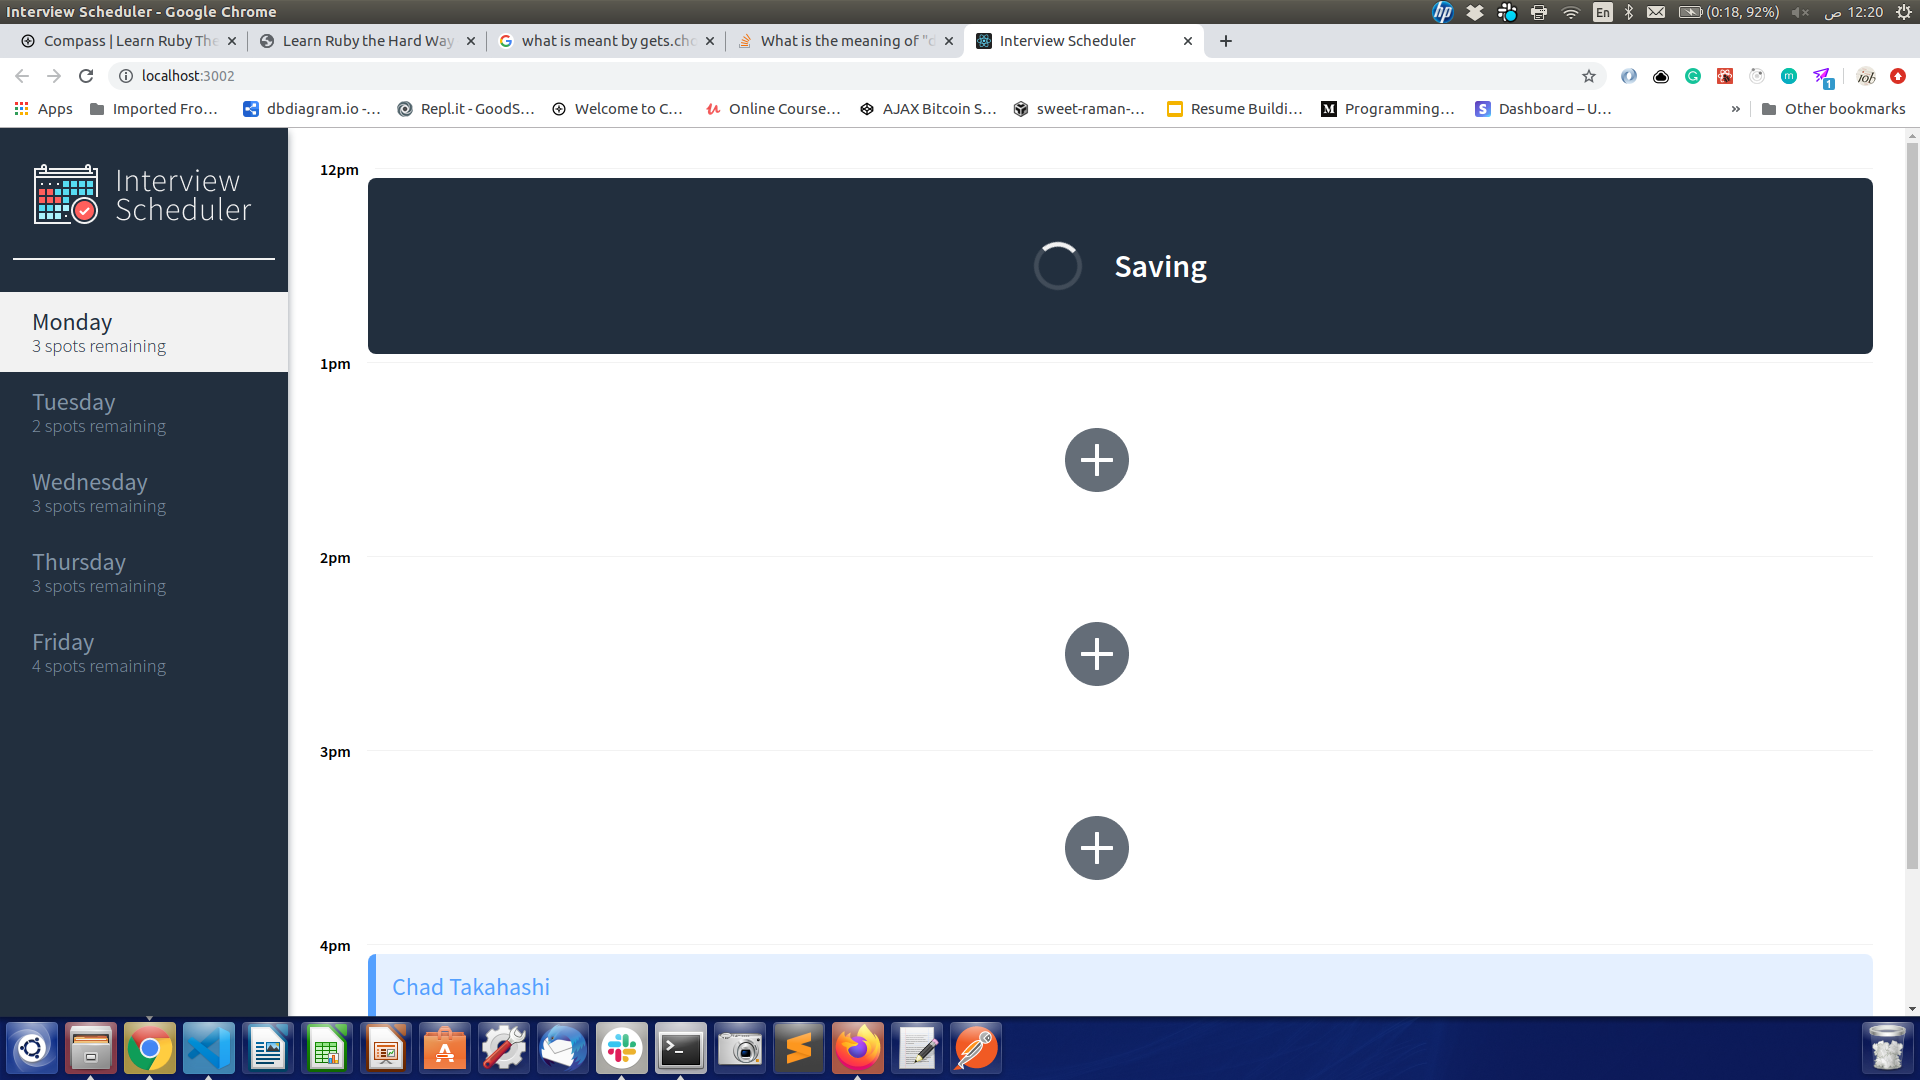 Interview Scheduler - Google Chrome
En
(0:18, 92%)
ص 12:20
Compass | Learn Ruby The
Learn Ruby the Hard Way
what is meant by gets.cho
What is the meaning of "d
Interview Scheduler
localhost:3002
1
Apps
Imported Fro...
dbdiagram.io -...
Repl.it - GoodS...
Welcome to C...
Online Course...
AJAX Bitcoin S...
sweet-raman-...
Resume Buildi...
Programming...
Dashboard – U...
»
Other bookmarks
Interview
Scheduler
Monday
3 spots remaining
Tuesday
2 spots remaining
Wednesday
3 spots remaining
Thursday
3 spots remaining
Friday
4 spots remaining
12pm
Saving
1pm
2pm
3pm
4pm
Chad Takahashi